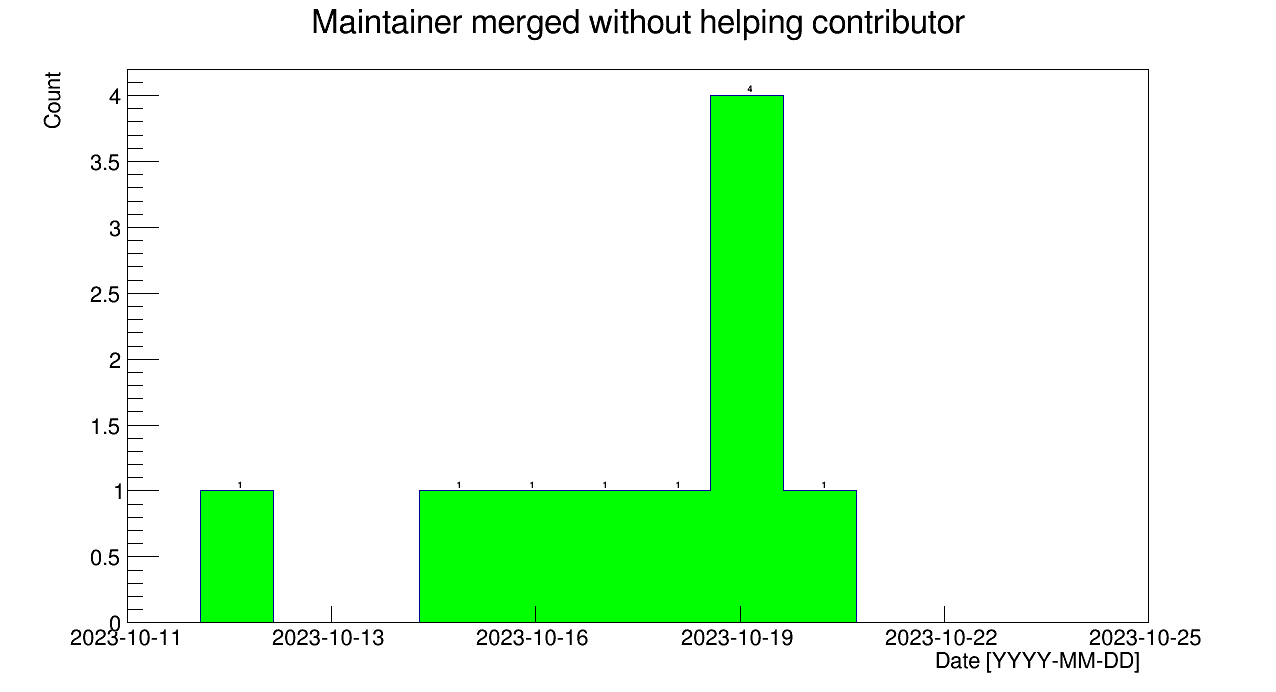 Maintainer merged without helping contributor
Count
4
3.5
3
2.5
2
1.5
1
0.5
0
4
1 1 1 1 1 1
2023-10-11 2023-10-13 2023-10-16 2023-10-19 2023-10-22 2023-10-25
Date [YYYY-MM-DD]